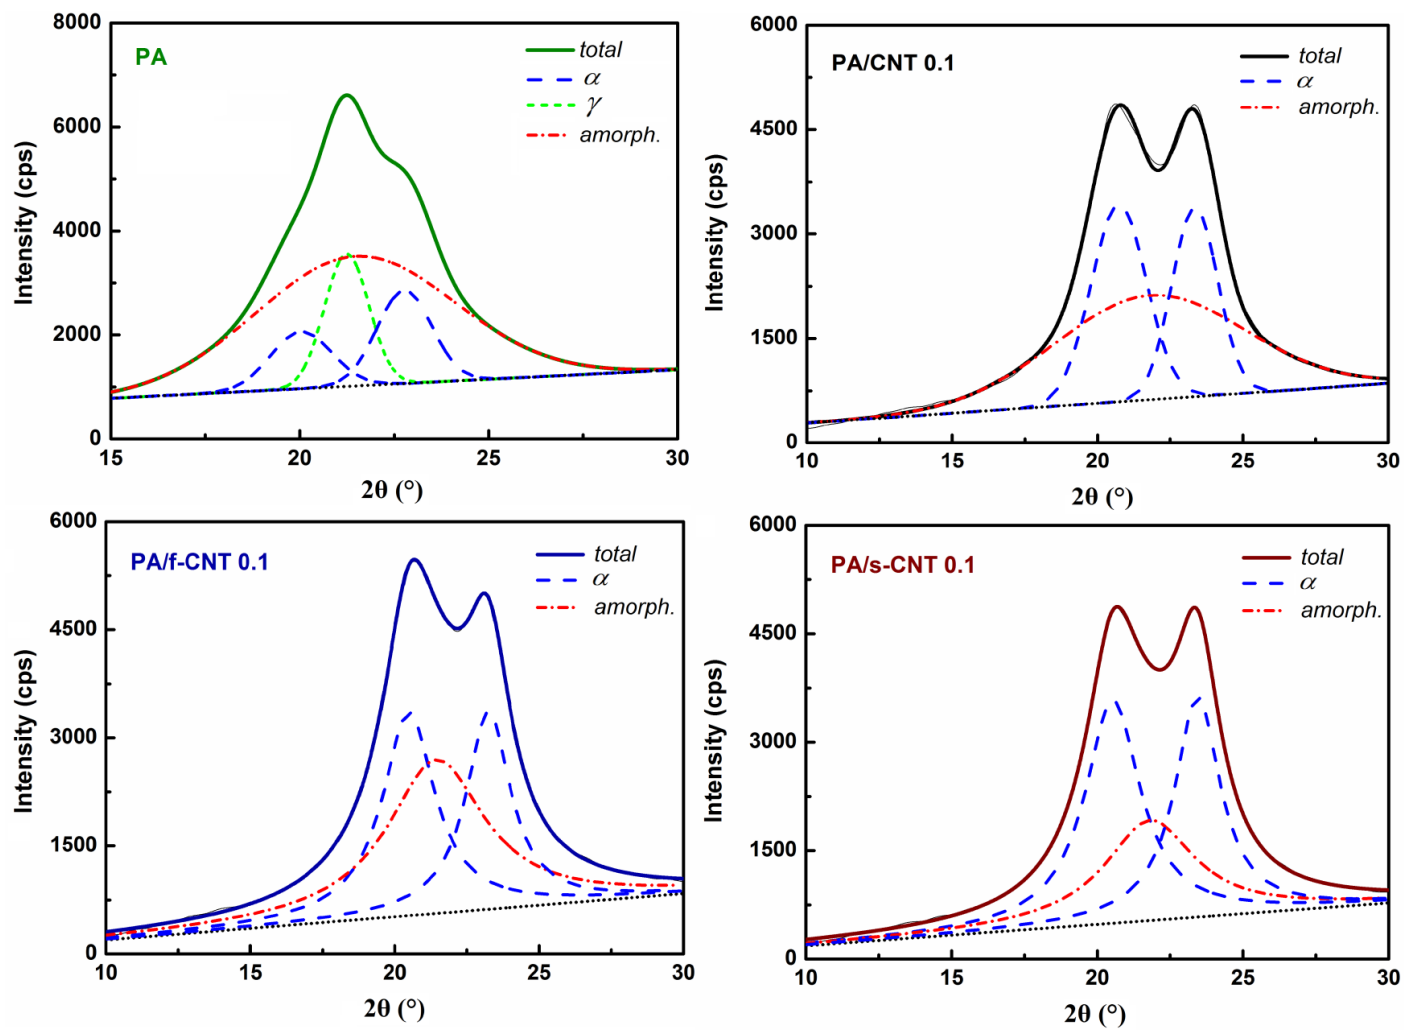 PA
total
α
γ
amorph.
8000
6000
4000
2000
0
Intensity (cps)
15
20
25
30
2θ (°)
PA/CNT 0.1
total
α
amorph.
6000
4500
3000
1500
0
Intensity (cps)
10
15
20
25
30
2θ (°)
PA/f-CNT 0.1
total
α
amorph.
6000
4500
3000
1500
0
Intensity (cps)
10
15
20
25
30
2θ (°)
PA/s-CNT 0.1
total
α
amorph.
6000
4500
3000
1500
0
Intensity (cps)
10
15
20
25
30
2θ (°)